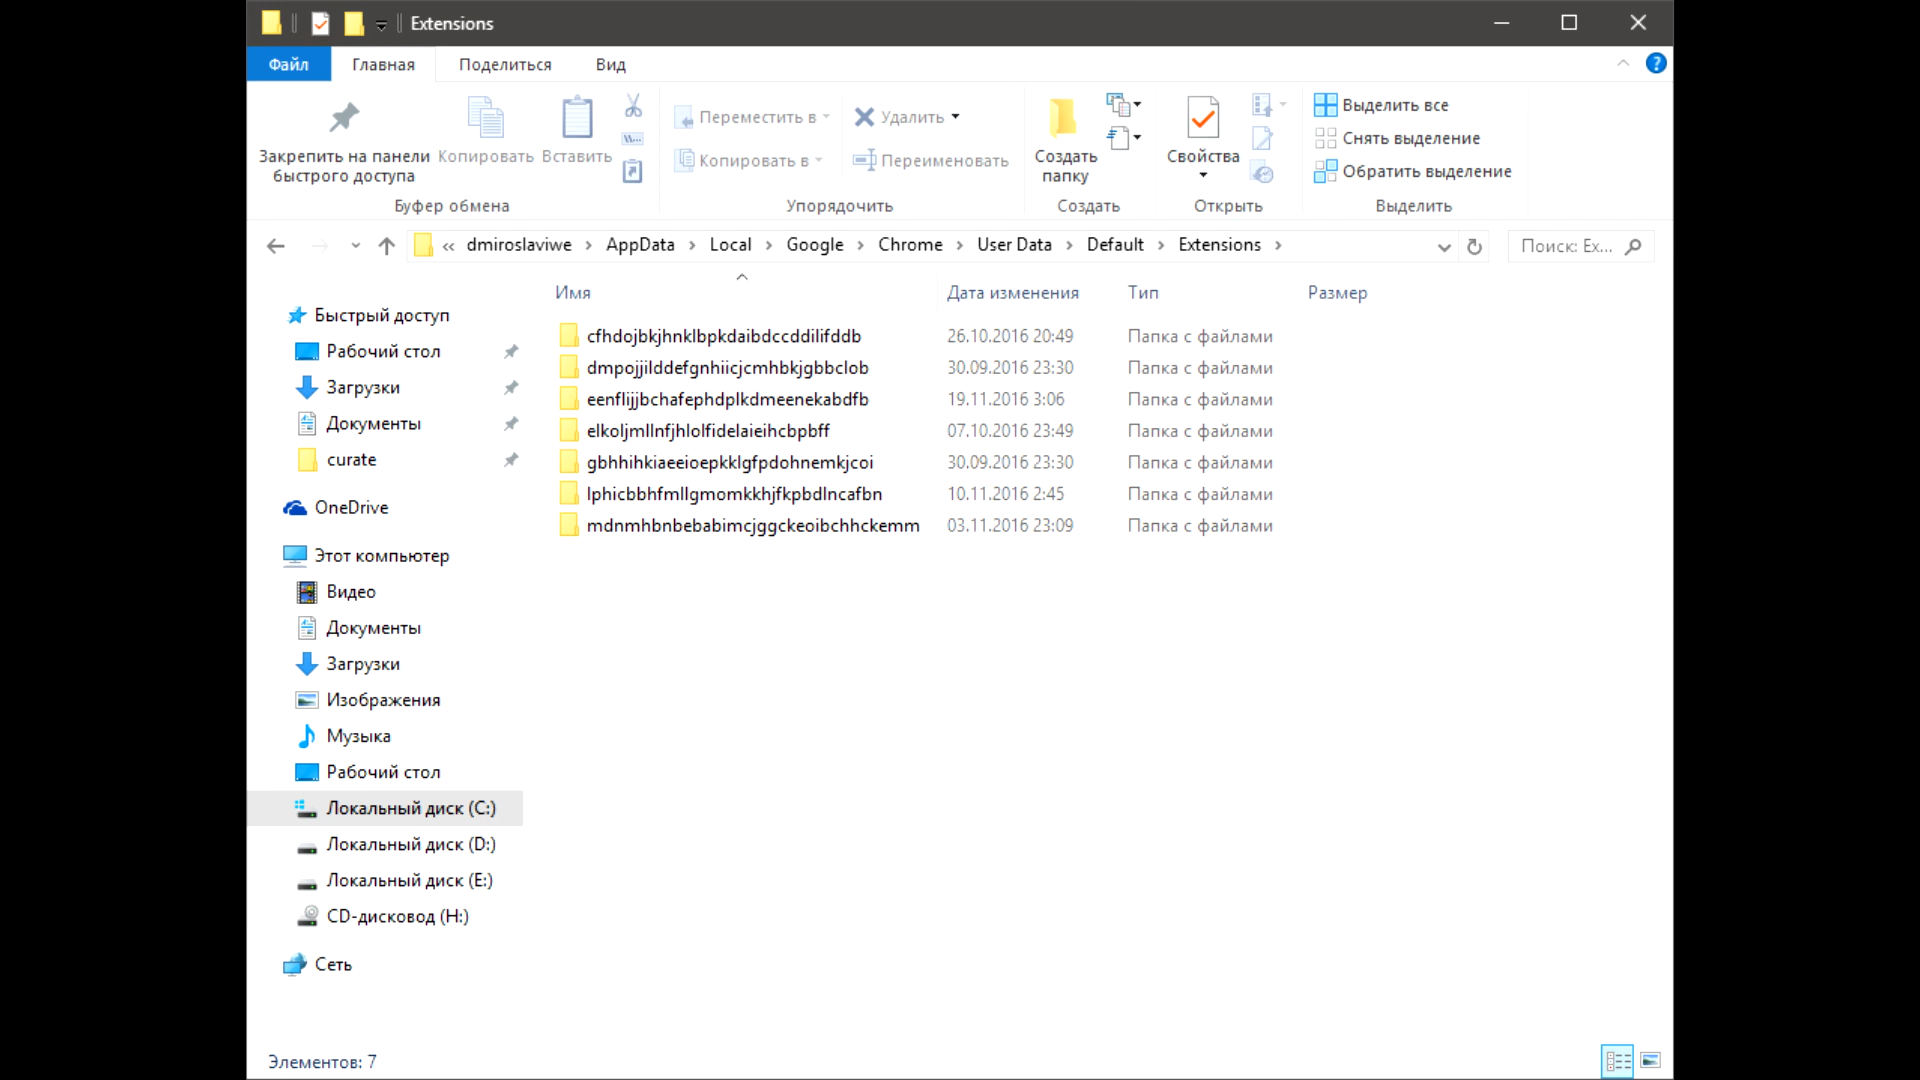 Extensions
Файл Главная Поделиться Вид
Закрепить на панели быстрого доступа
Копировать
Вставить
Переместить в
Копировать в
Удалить
Переименовать
Создать папку
Свойства
Выделить все
Снять выделение
Обратить выделение
Буфер обмена Упорядочить Создать Открыть Выделить
« dmiroslaviwe › AppData › Local › Google › Chrome › User Data › Default › Extensions ›
Поиск: Ex...
Имя Дата изменения Тип Размер
cfhdojbkjhnklbpkdaibdccddilifddb 26.10.2016 20:49 Папка с файлами
dmpojjilddefgnhiicjcmhbkjgbbclob 30.09.2016 23:30 Папка с файлами
eenflijjbchafephdplkdmeenekabdfb 19.11.2016 3:06 Папка с файлами
elkoljmllnfjhlolfidelaieihcbpbff 07.10.2016 23:49 Папка с файлами
gbhhihkiaeeioepkklgfpdohnemkjcoi 30.09.2016 23:30 Папка с файлами
lphicbbhfmllgmomkkhjfkpbdlncafbn 10.11.2016 2:45 Папка с файлами
mdnmhbnbebabimcjggckeoibchhckemm 03.11.2016 23:09 Папка с файлами
Быстрый доступ
Рабочий стол
Загрузки
Документы
curate
OneDrive
Этот компьютер
Видео
Документы
Загрузки
Изображения
Музыка
Рабочий стол
Локальный диск (C:)
Локальный диск (D:)
Локальный диск (E:)
CD-дисковод (H:)
Сеть
Элементов: 7